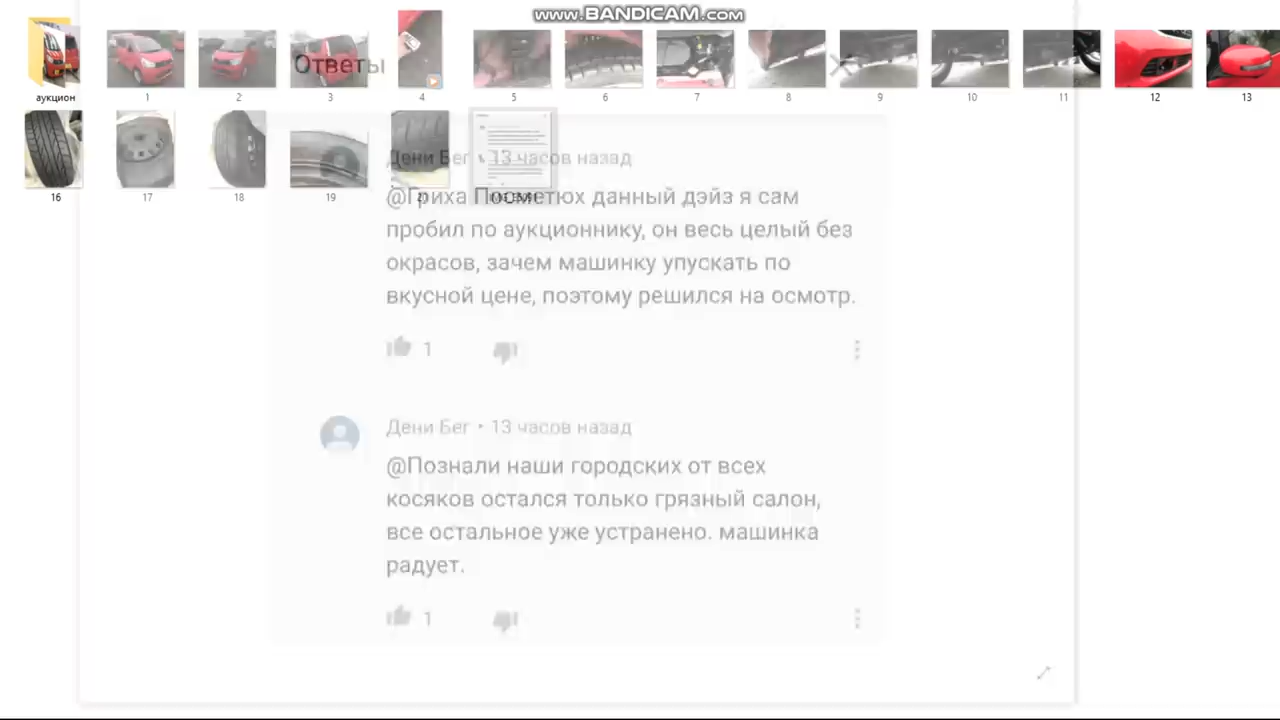 www.BANDICAM.com
Ответы
аукцион
1
2
3
4
5
6
7
8
9
10
11
12
13
16
17
18
19
20
Дени Бег • 13 часов назад
@Гриха данный дэйз я сам
пробил по аукционнику, он весь целый без
окрасов, зачем машинку упускать по
вкусной цене, поэтому решился на осмотр.
1
Дени Бег • 13 часов назад
@Познали наши городских от всех
косяков остался только грязный салон,
все остальное уже устранено. машинка
радует.
1